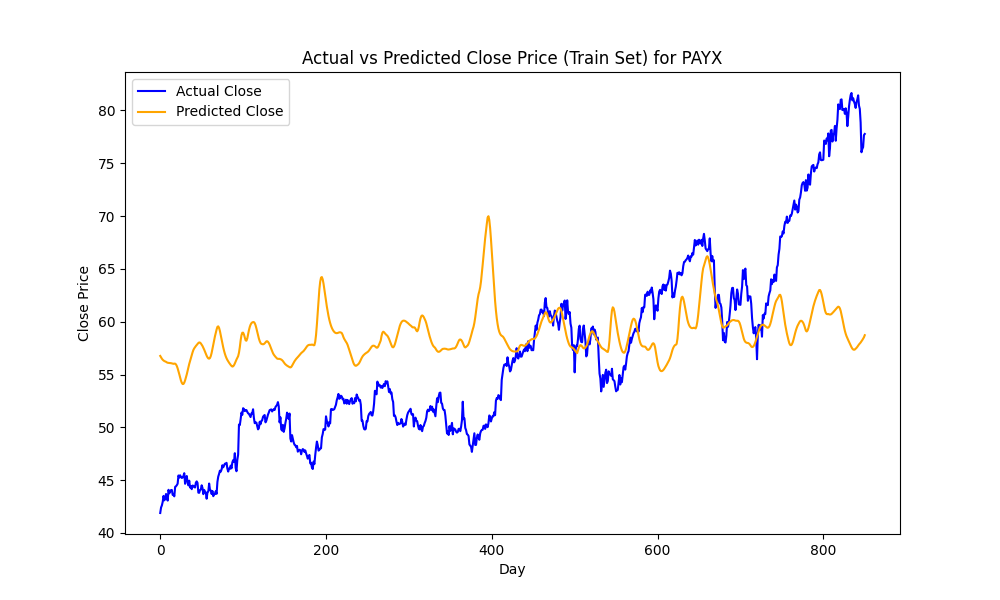 Actual vs Predicted Close Price (Train Set) for PAYX
Actual Close
Predicted Close
Close Price
80
75
70
65
60
55
50
45
40
0 200 400 600 800
Day